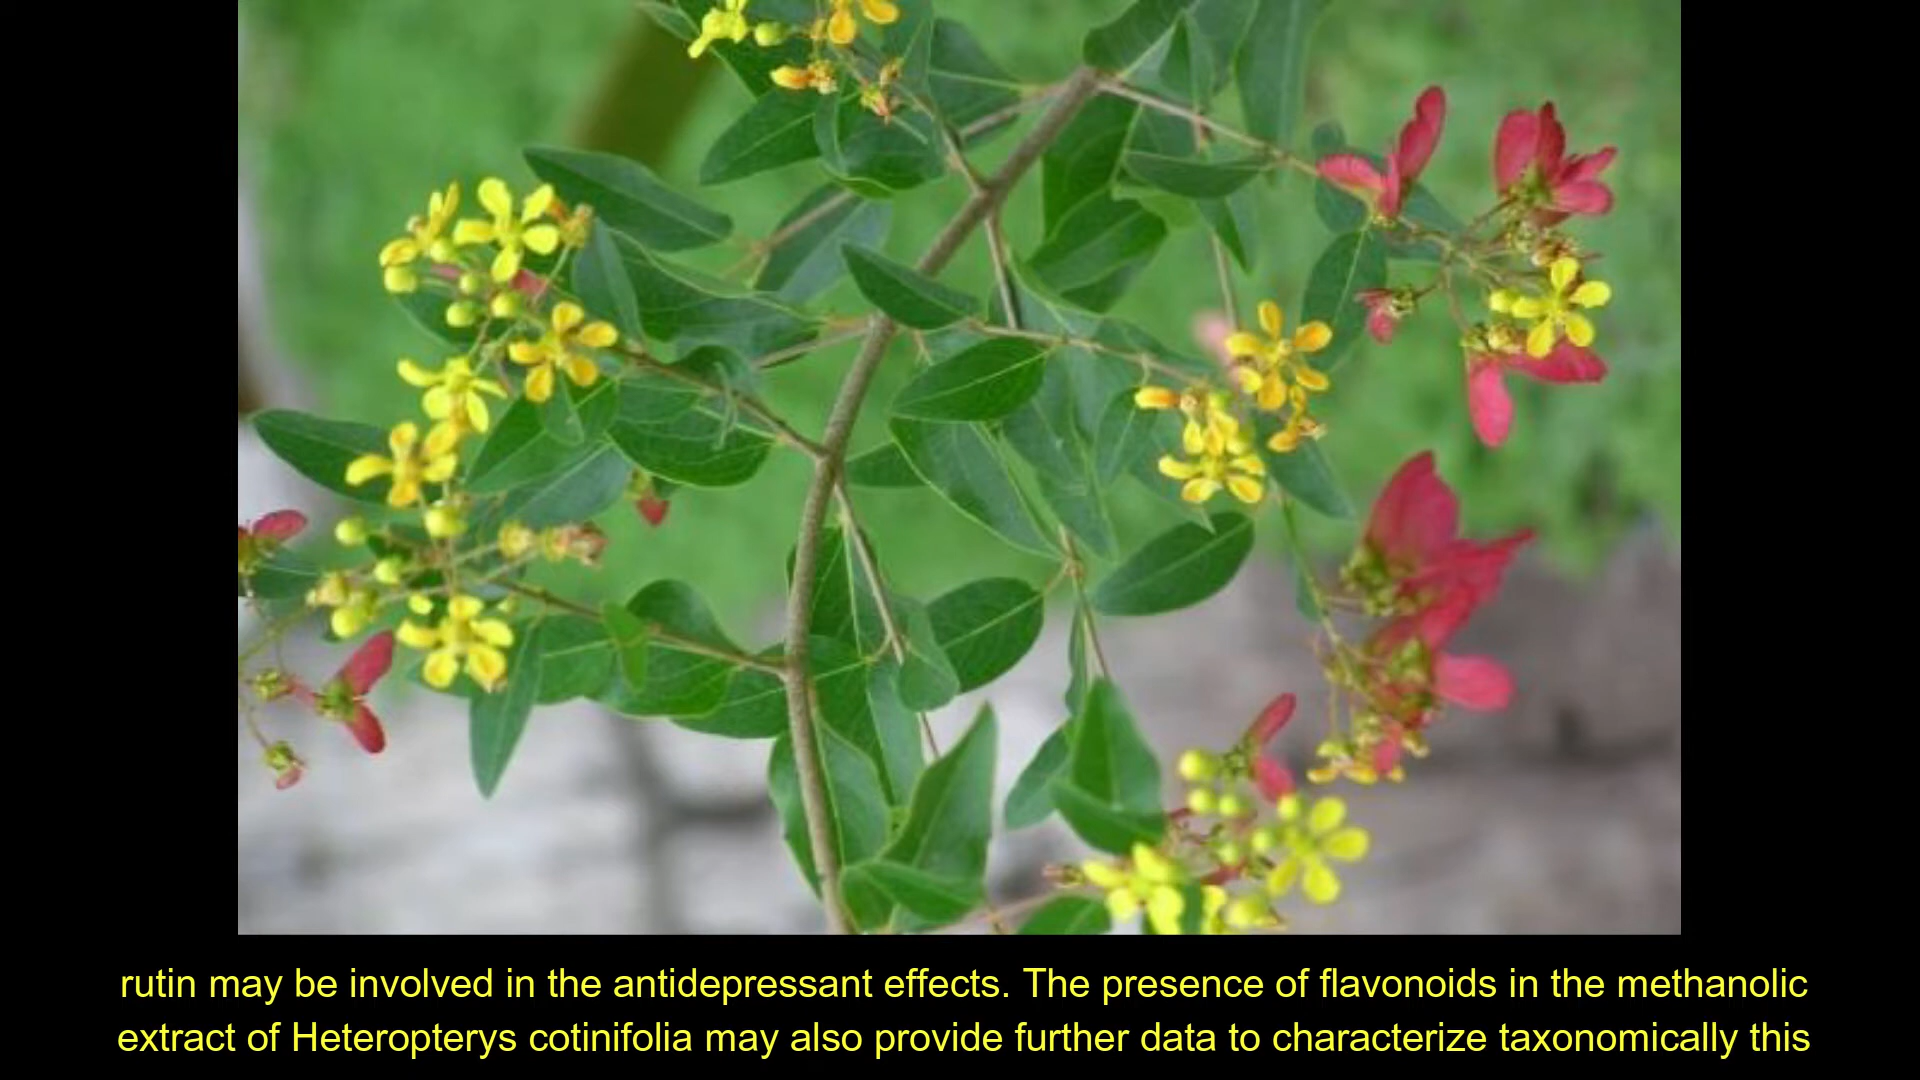 rutin may be involved in the antidepressant effects. The presence of flavonoids in the methanolic
extract of Heteropterys cotinifolia may also provide further data to characterize taxonomically this